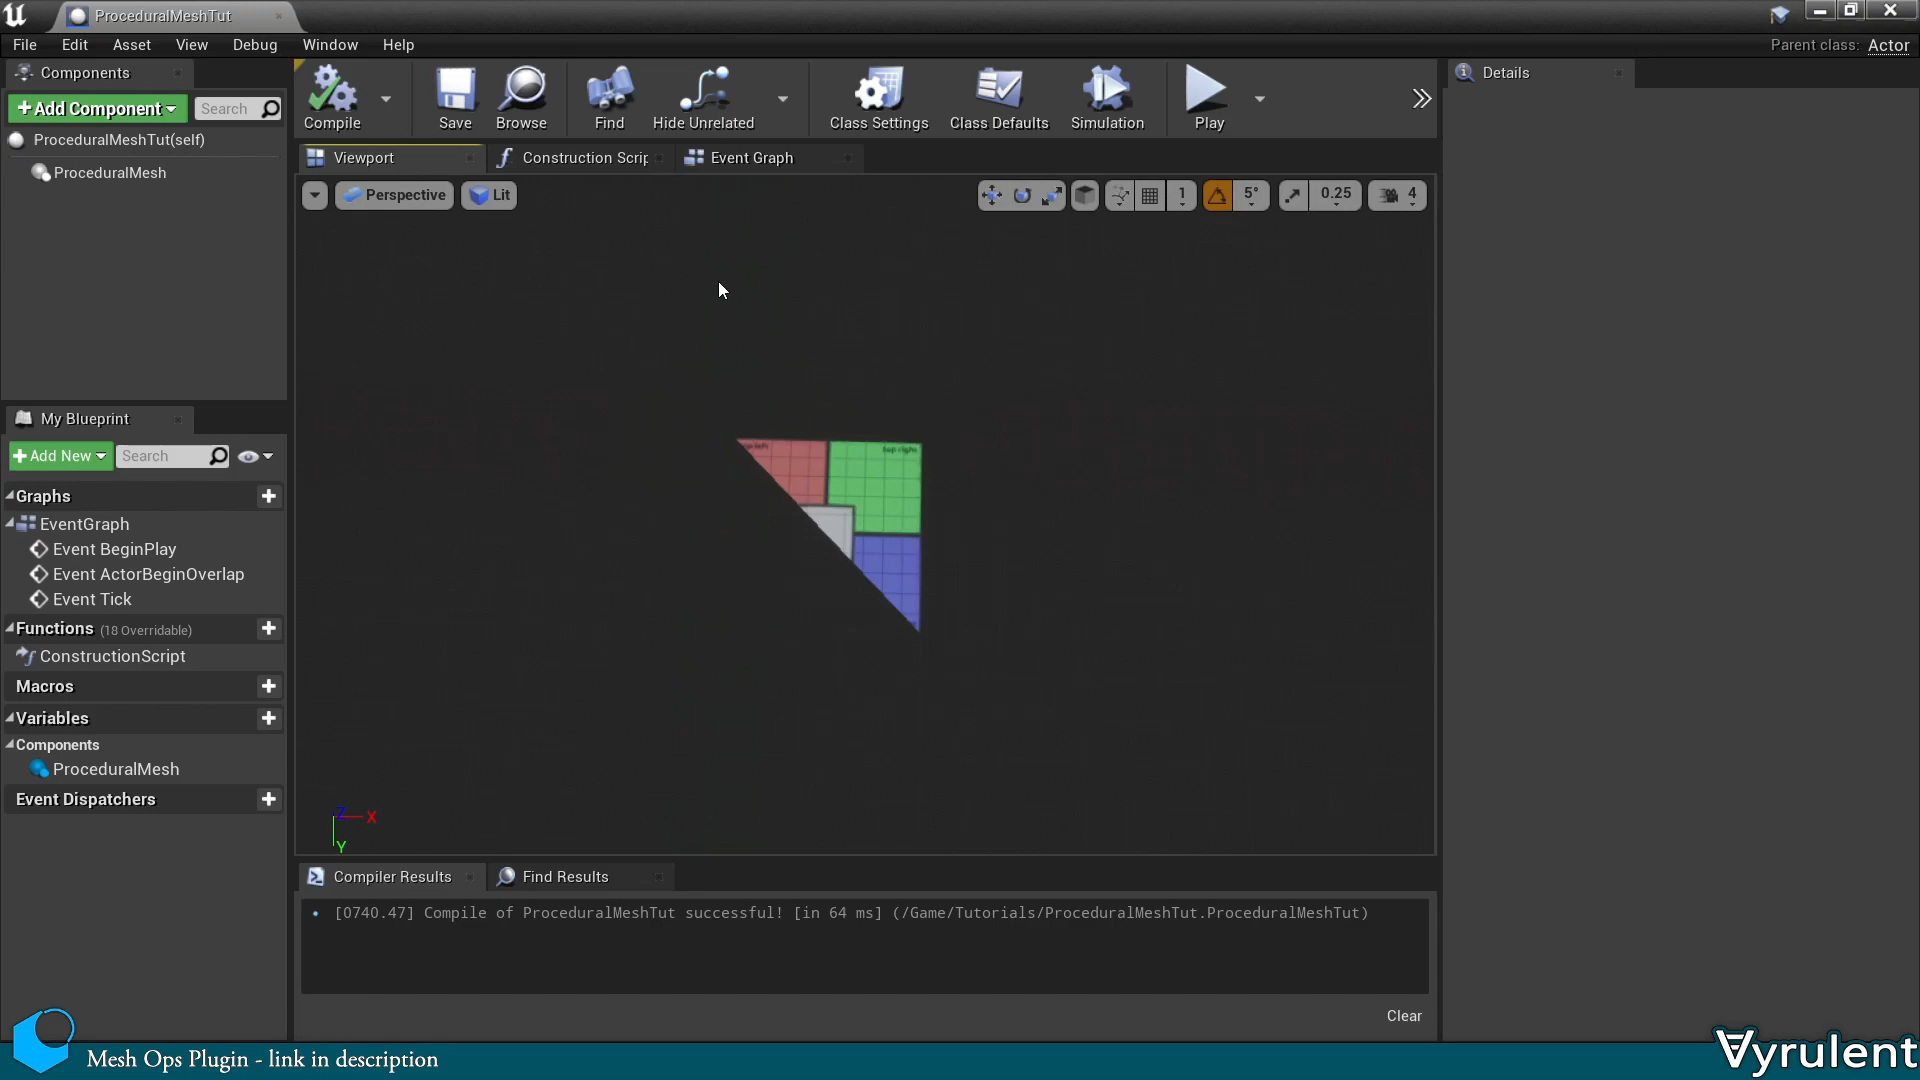 ProceduralMeshTut
File Edit Asset View Debug Window Help
Parent class: Actor
Components
Add Component
Search
ProceduralMeshTut(self)
ProceduralMesh
Compile
Save
Browse
Find
Hide Unrelated
Class Settings
Class Defaults
Simulation
Play
Details
Viewport
Construction Scrip
Event Graph
Perspective
Lit
1
5°
0.25
4
top right
Z
X
Y
My Blueprint
Add New
Search
Graphs
EventGraph
Event BeginPlay
Event ActorBeginOverlap
Event Tick
Functions (18 Overridable)
ConstructionScript
Macros
Variables
Components
ProceduralMesh
Event Dispatchers
Compiler Results
Find Results
[0740.47] Compile of ProceduralMeshTut successful! [in 64 ms] (/Game/Tutorials/ProceduralMeshTut.ProceduralMeshTut)
Clear
Mesh Ops Plugin - link in description
Vyrulent